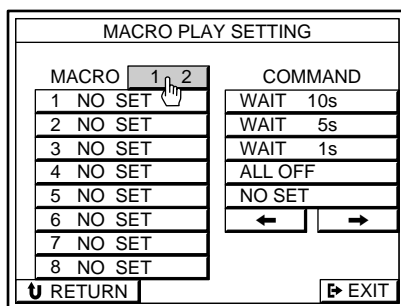 MACRO PLAY SETTING
MACRO 1 2
1 NO SET
2 NO SET
3 NO SET
4 NO SET
5 NO SET
6 NO SET
7 NO SET
8 NO SET
COMMAND
WAIT 10s
WAIT 5s
WAIT 1s
ALL OFF
NO SET
RETURN
EXIT